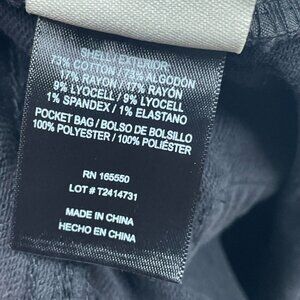 SHELL / EXTERIOR
73% COTTON / 73% ALGODÓN
17% RAYON / 17% RAYÓN
9% LYOCELL / 9% LYOCELL
1% SPANDEX / 1% ELASTANO
POCKET BAG / BOLSO DE BOLSILLO
100% POLYESTER / 100% POLIÉSTER
RN 165550
LOT # T2414731
MADE IN CHINA
HECHO EN CHINA